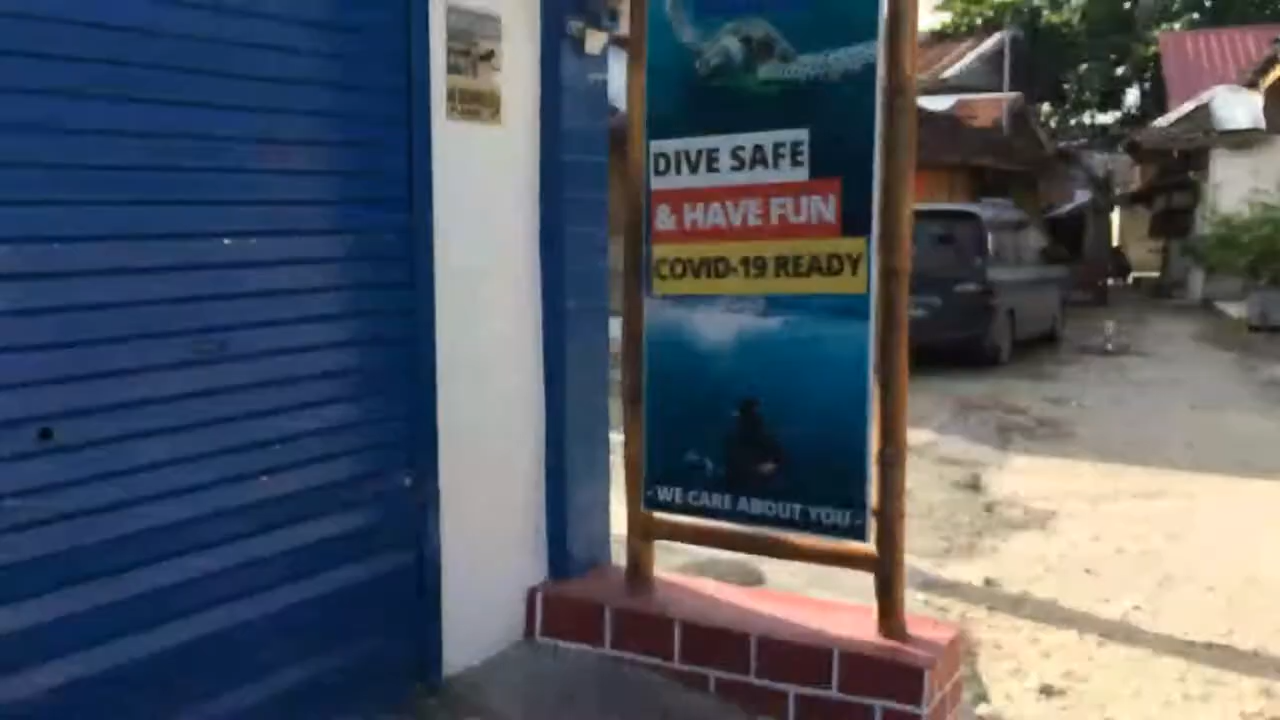 DIVE SAFE
& HAVE FUN
COVID-19 READY
- WE CARE ABOUT YOU -